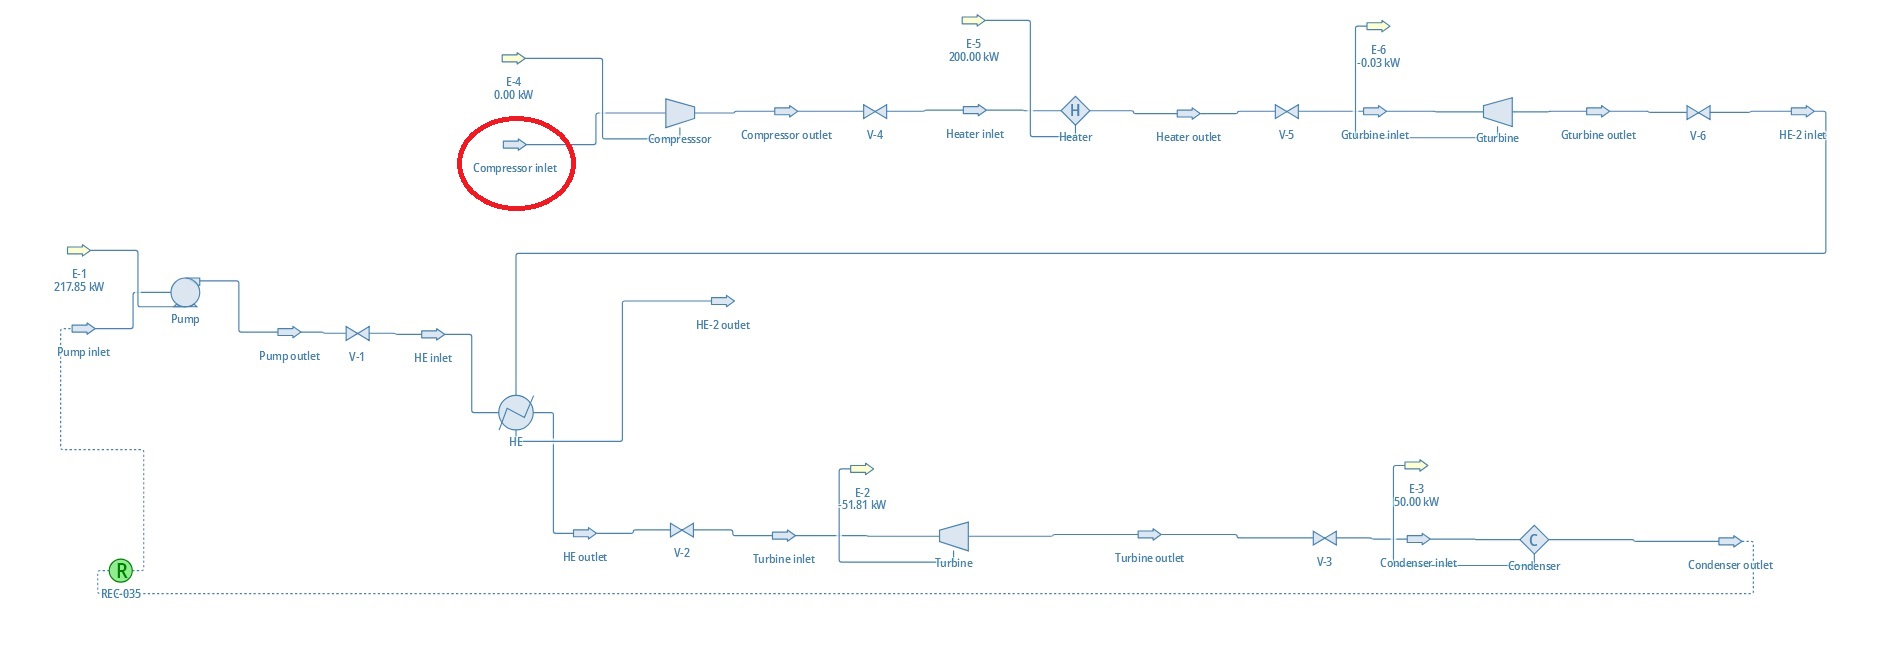 E-5
200.00 kW
E-6
-0.03 kW
E-4
0.00 kW
H
Compresssor
Compressor outlet
V-4
Heater inlet
Heater
Heater outlet
V-5
Gturbine inlet
Gturbine
Gturbine outlet
V-6
HE-2 inlet
Compressor inlet
E-1
217.85 kW
Pump
Pump inlet
Pump outlet
V-1
HE inlet
HE-2 outlet
HE
E-2
-51.81 kW
E-3
50.00 kW
HE outlet
V-2
Turbine inlet
Turbine
Turbine outlet
V-3
Condenser inlet
C
Condenser
Condenser outlet
R
REC-035